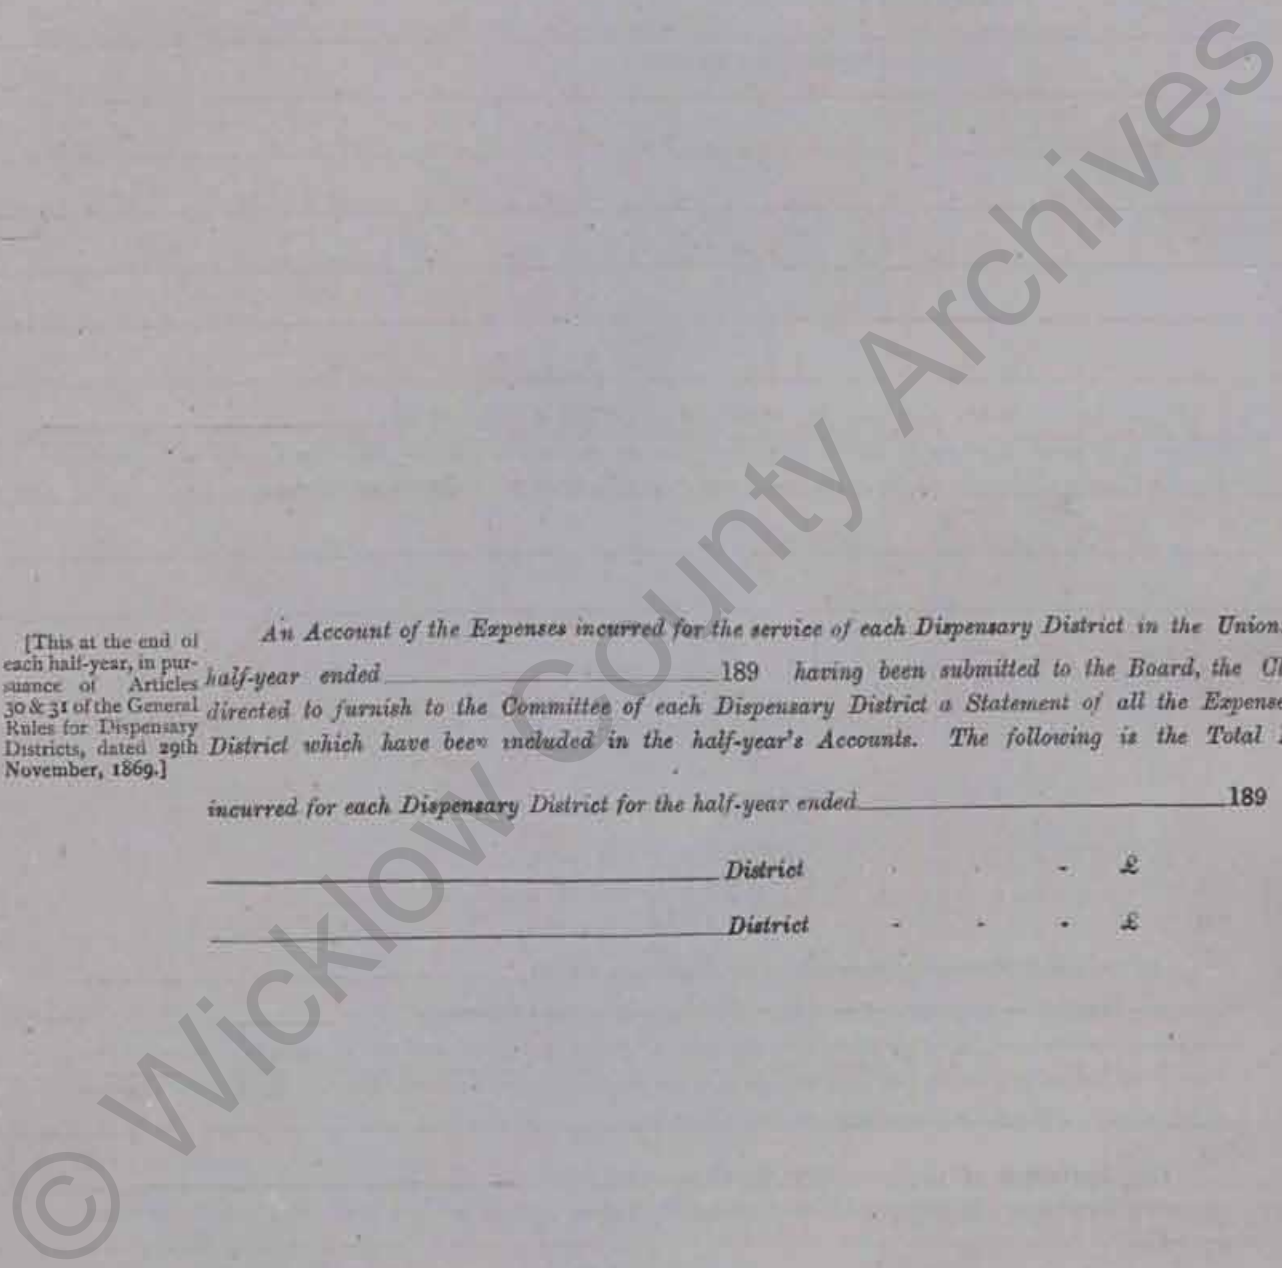 [This at the end of
each half-year, in pur-
suance of Articles
30 & 31 of the General
Rules for Dispensary
Districts, dated 29th
November, 1869.]
An Account of the Expenses incurred for the service of each Dispensary District in the Union
half-year ended 189 having been submitted to the Board, the Cl
directed to furnish to the Committee of each Dispensary District a Statement of all the Expense
District which have been included in the half-year's Accounts. The following is the Total
incurred for each Dispensary District for the half-year ended 189
District - - - £
District - - - £
© Wicklow County Archives